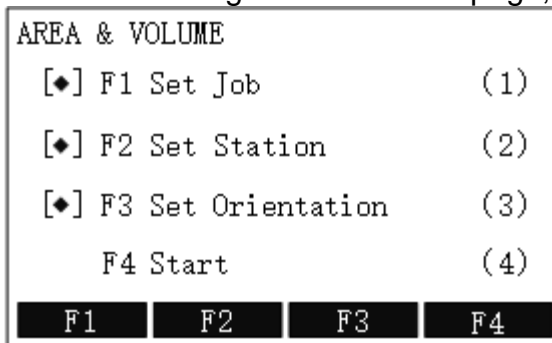 AREA & VOLUME
[◆] F1 Set Job (1)
[◆] F2 Set Station (2)
[◆] F3 Set Orientation (3)
F4 Start (4)
F1 F2 F3 F4